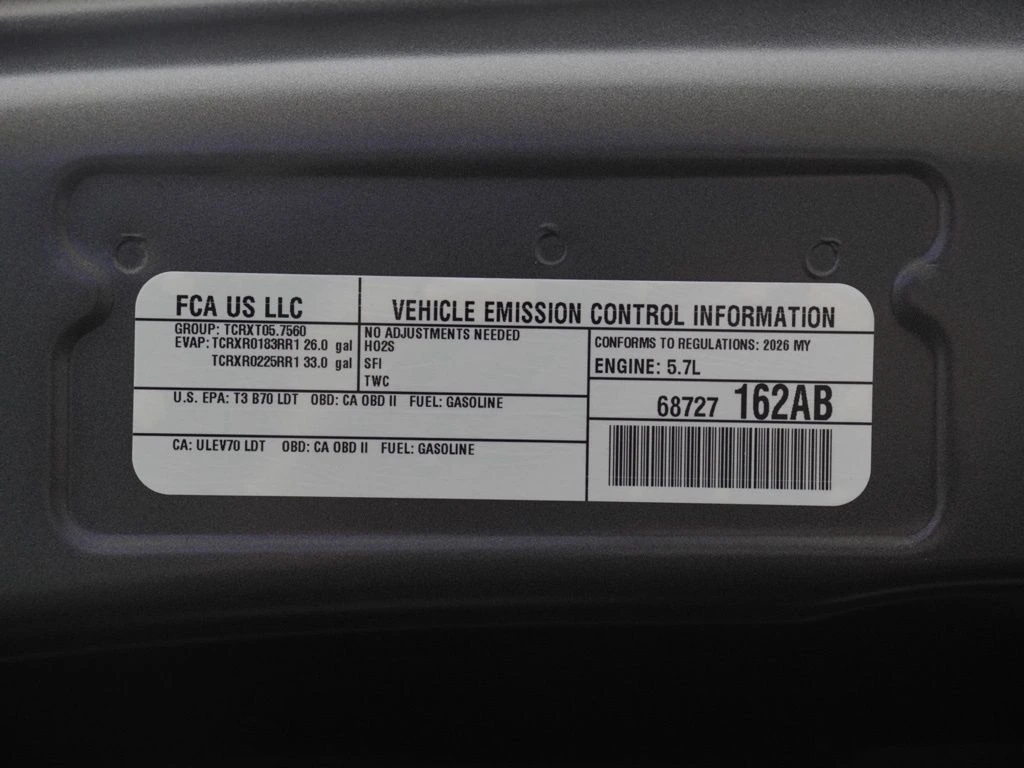 FCA US LLC
VEHICLE EMISSION CONTROL INFORMATION
GROUP: TCRXT05.7560
EVAP: TCRXR0183RR1 26.0 gal
TCRXR0225RR1 33.0 gal
NO ADJUSTMENTS NEEDED
HO2S
SFI
TWC
CONFORMS TO REGULATIONS: 2026 MY
ENGINE: 5.7L
U.S. EPA: T3 B70 LDT OBD: CA OBD II FUEL: GASOLINE
68727 162AB
CA: ULEV70 LDT OBD: CA OBD II FUEL: GASOLINE